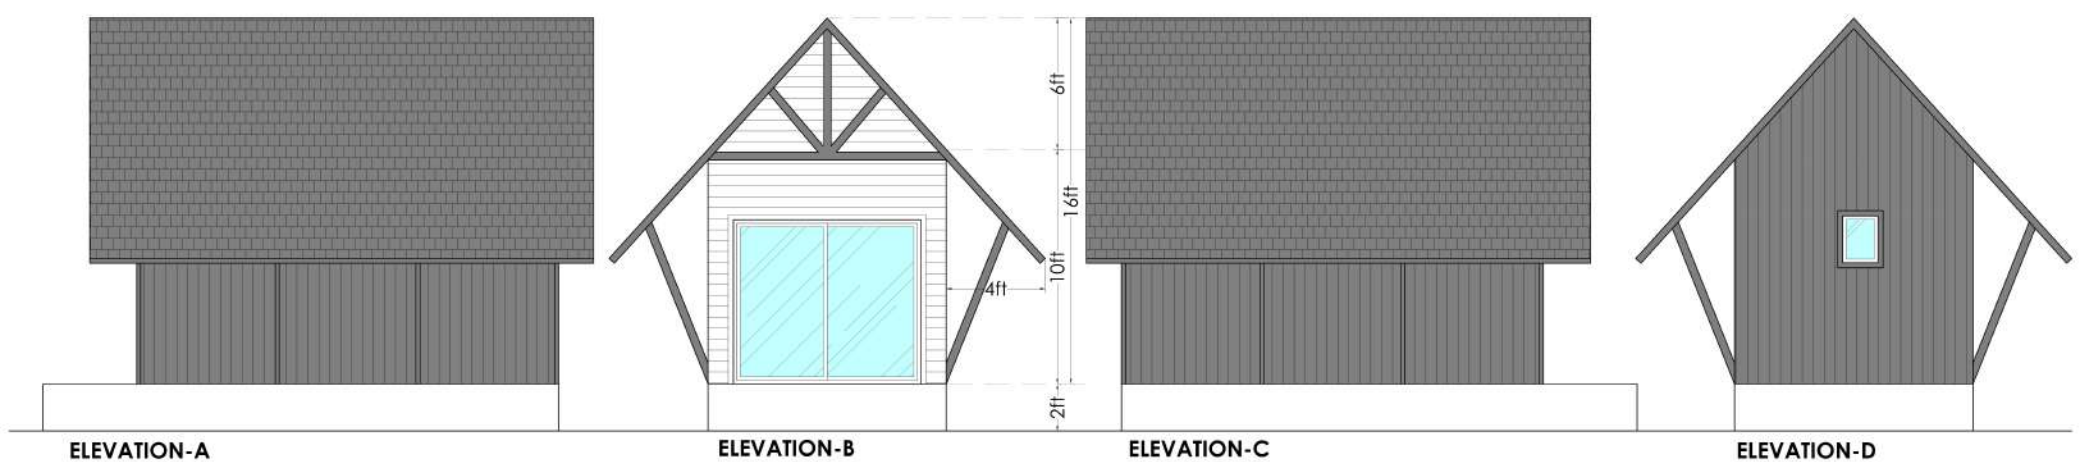 6ft
16ft
10ft
4ft
2ft
ELEVATION-A
ELEVATION-B
ELEVATION-C
ELEVATION-D